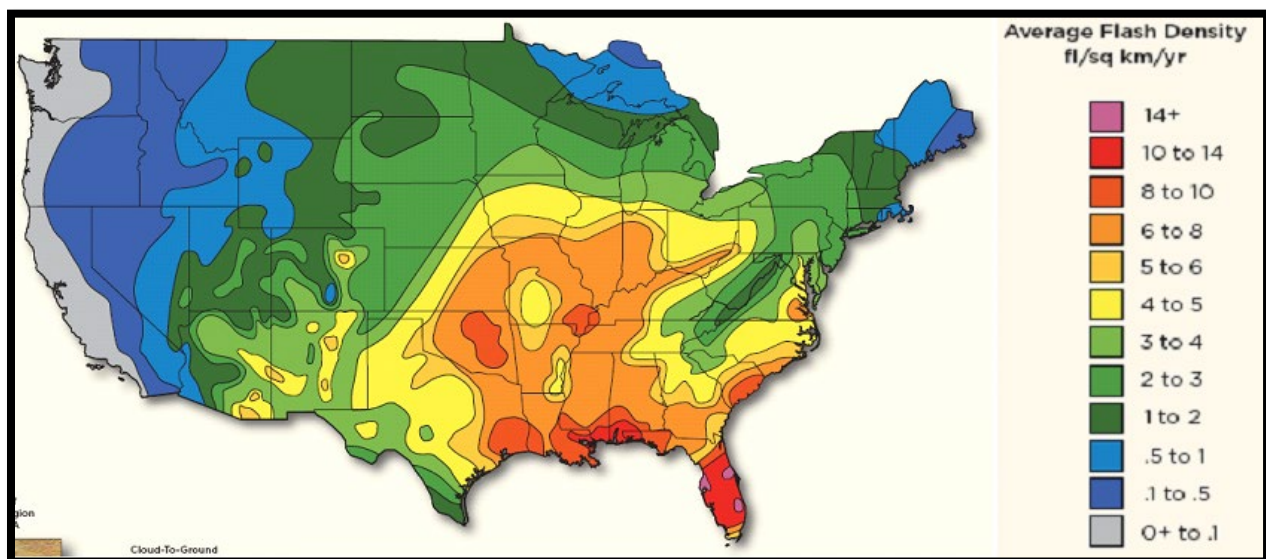 Average Flash Density
fl/sq km/yr
14+
10 to 14
8 to 10
6 to 8
5 to 6
4 to 5
3 to 4
2 to 3
1 to 2
.5 to 1
.1 to .5
0+ to .1
gion
A
Cloud-To-Ground